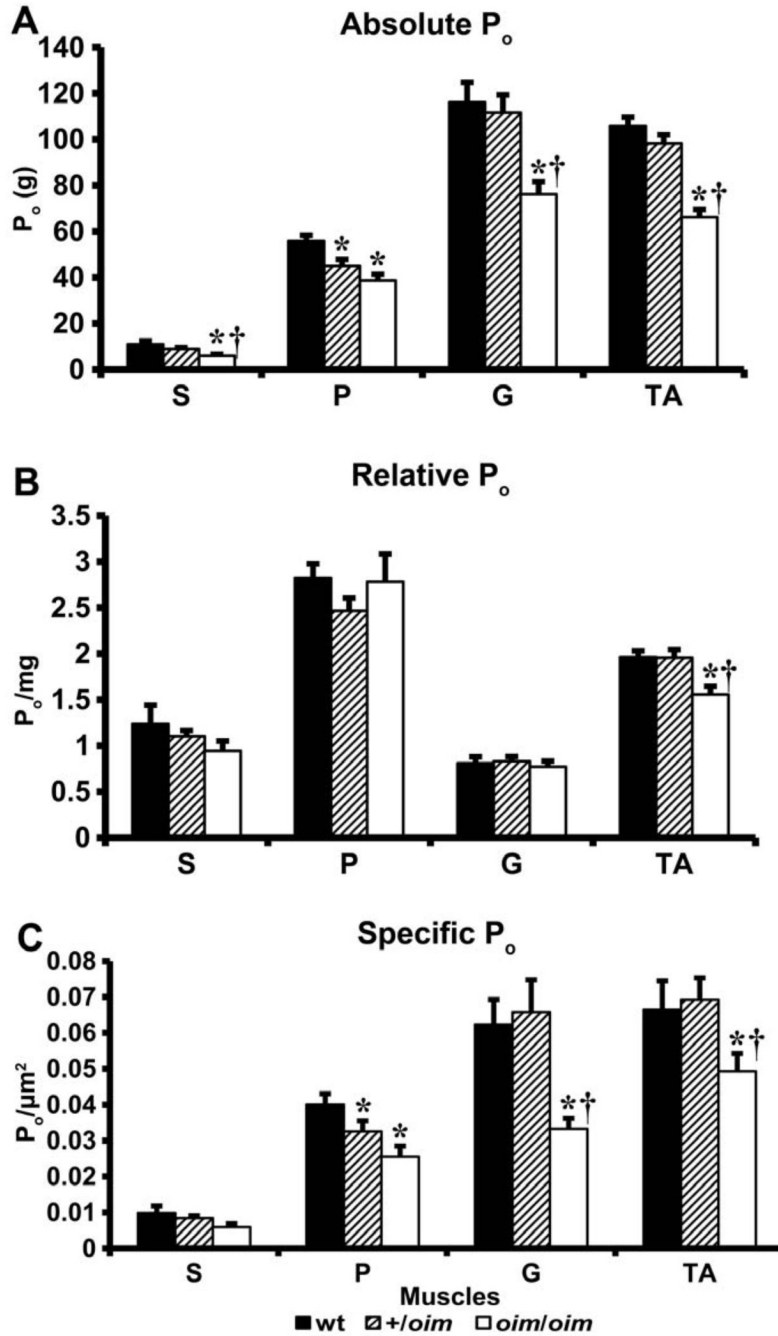 A
Absolute Po
Po (g)
140
120
100
80
60
40
20
0
*†
* *
*†
*†
S P G TA
B
Relative Po
Po/mg
3.5
3
2.5
2
1.5
1
0.5
0
*†
S P G TA
C
Specific Po
Po/µm²
0.08
0.07
0.06
0.05
0.04
0.03
0.02
0.01
0
* *
*†
*†
S P G TA
Muscles
wt +/oim oim/oim